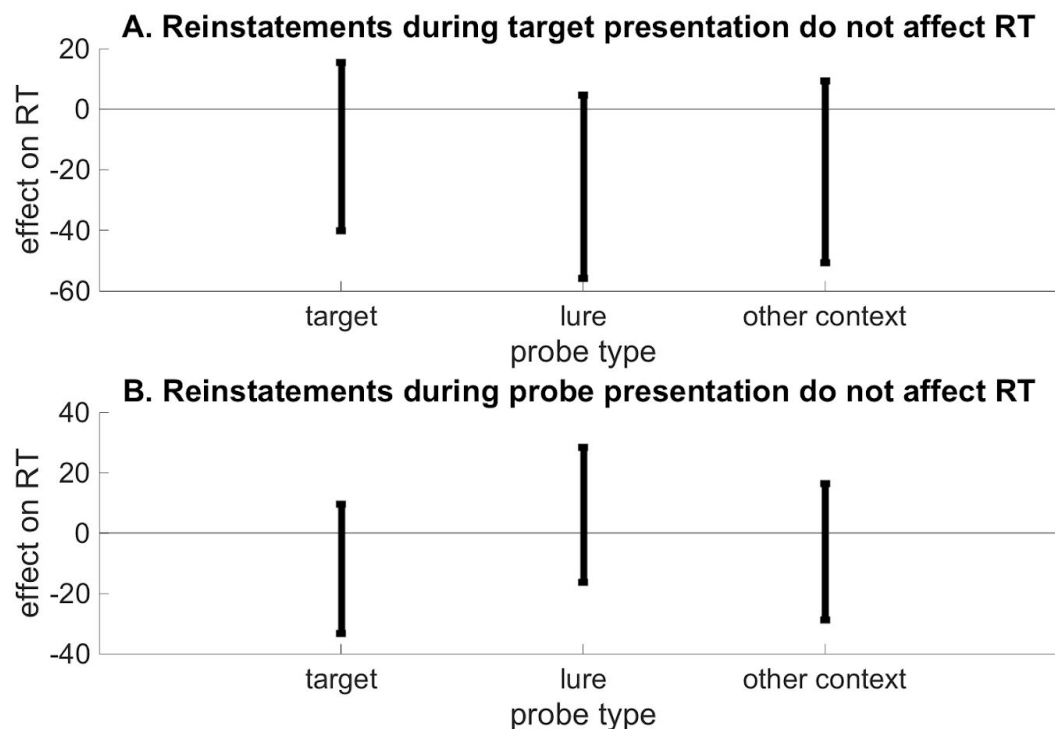 A. Reinstatements during target presentation do not affect RT
20
0
-20
-40
-60
effect on RT
target lure other context
probe type
B. Reinstatements during probe presentation do not affect RT
40
20
0
-20
-40
effect on RT
target lure other context
probe type